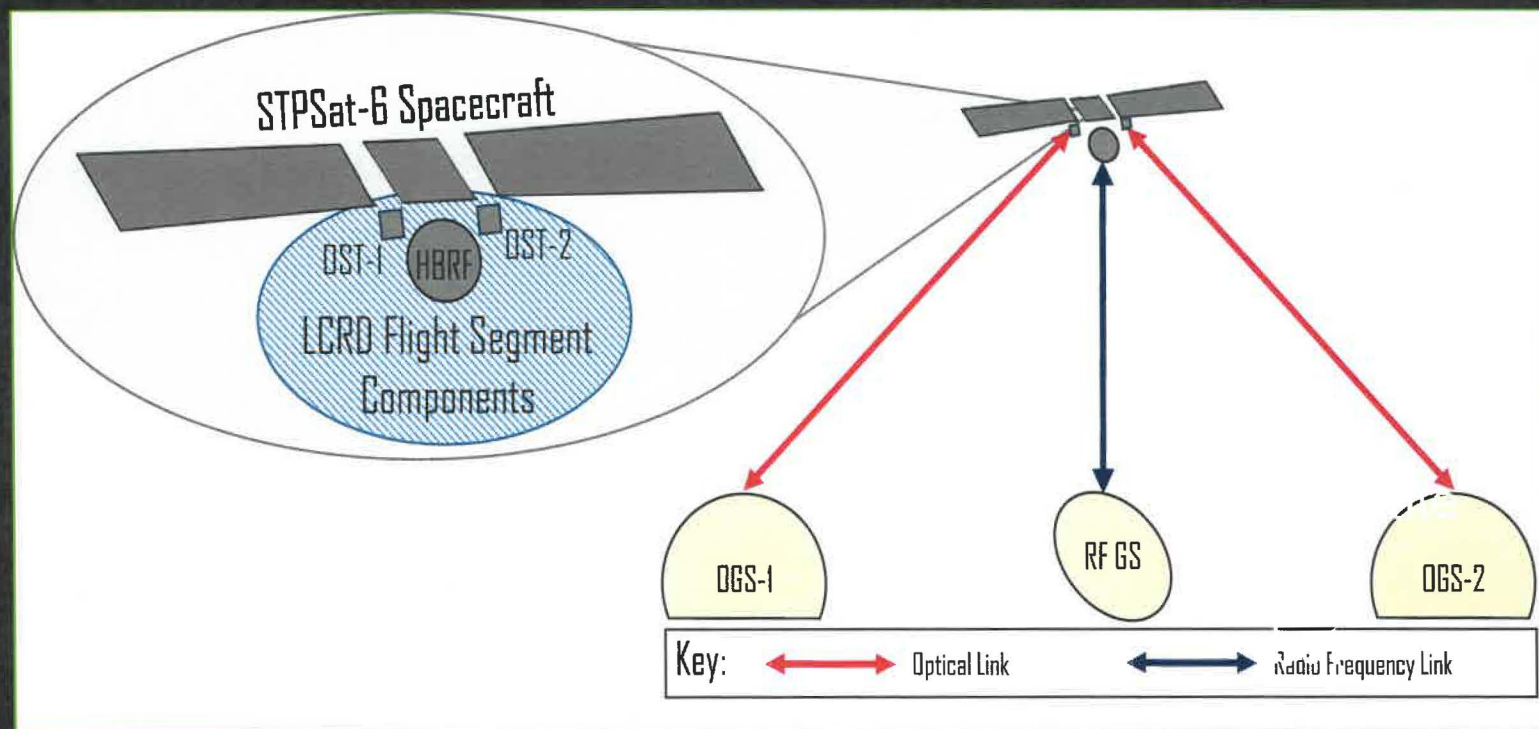 STPSat-6 Spacecraft
OST-1
HBRF
OST-2
LCRD Flight Segment
Components
OGS-1
RF GS
OGS-2
Key:
Optical Link
Radio Frequency Link